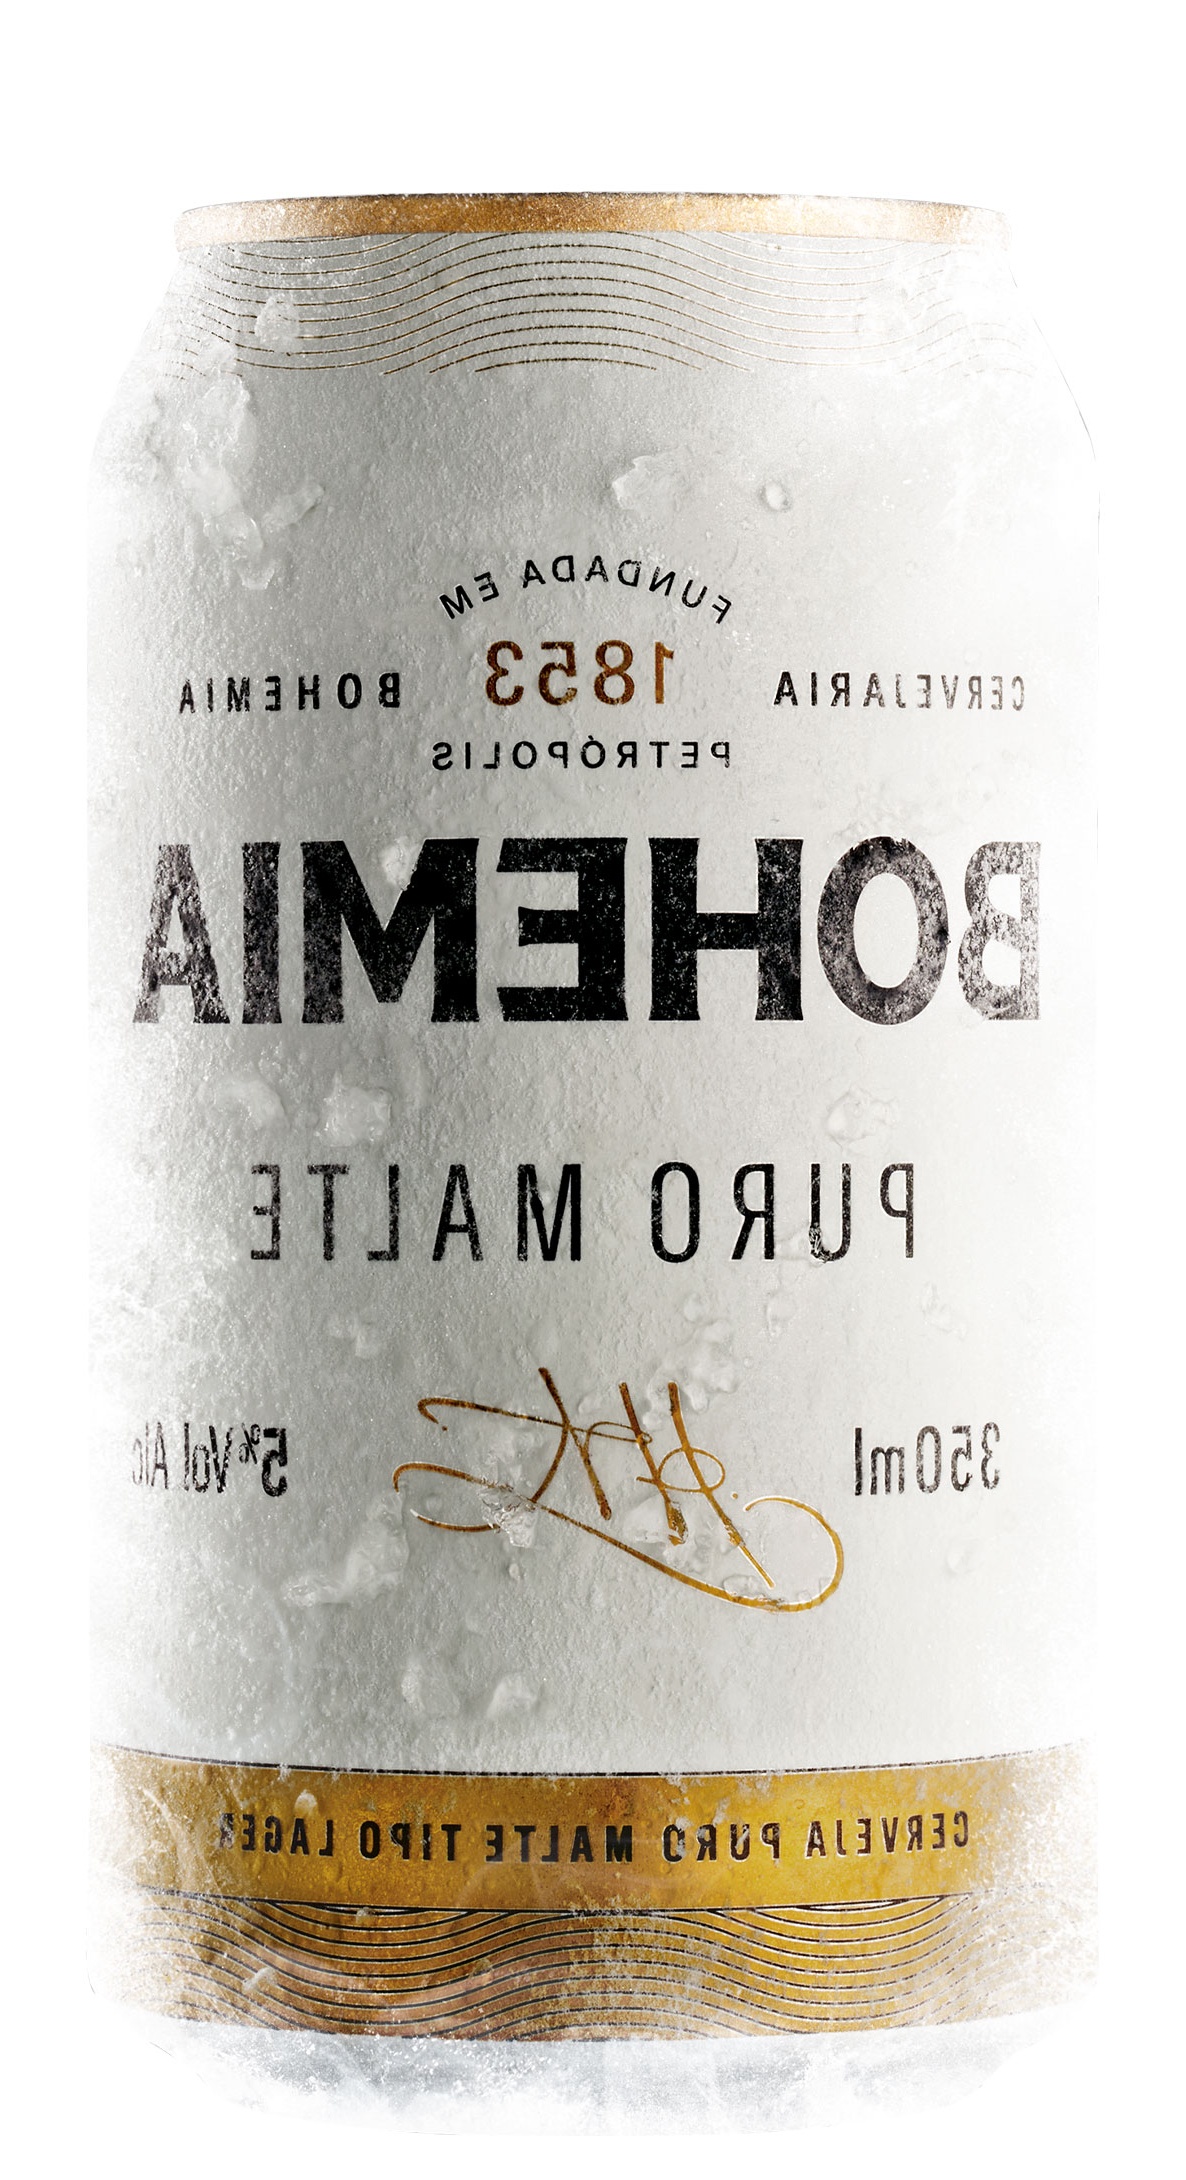 FUNDADA EM
CERVEJARIA 1853 BOHEMIA
PETRÓPOLIS
BOHEMIA
PURO MALTE
350ml 5% Vol Alc
CERVEJA PURO MALTE TIPO LAGER